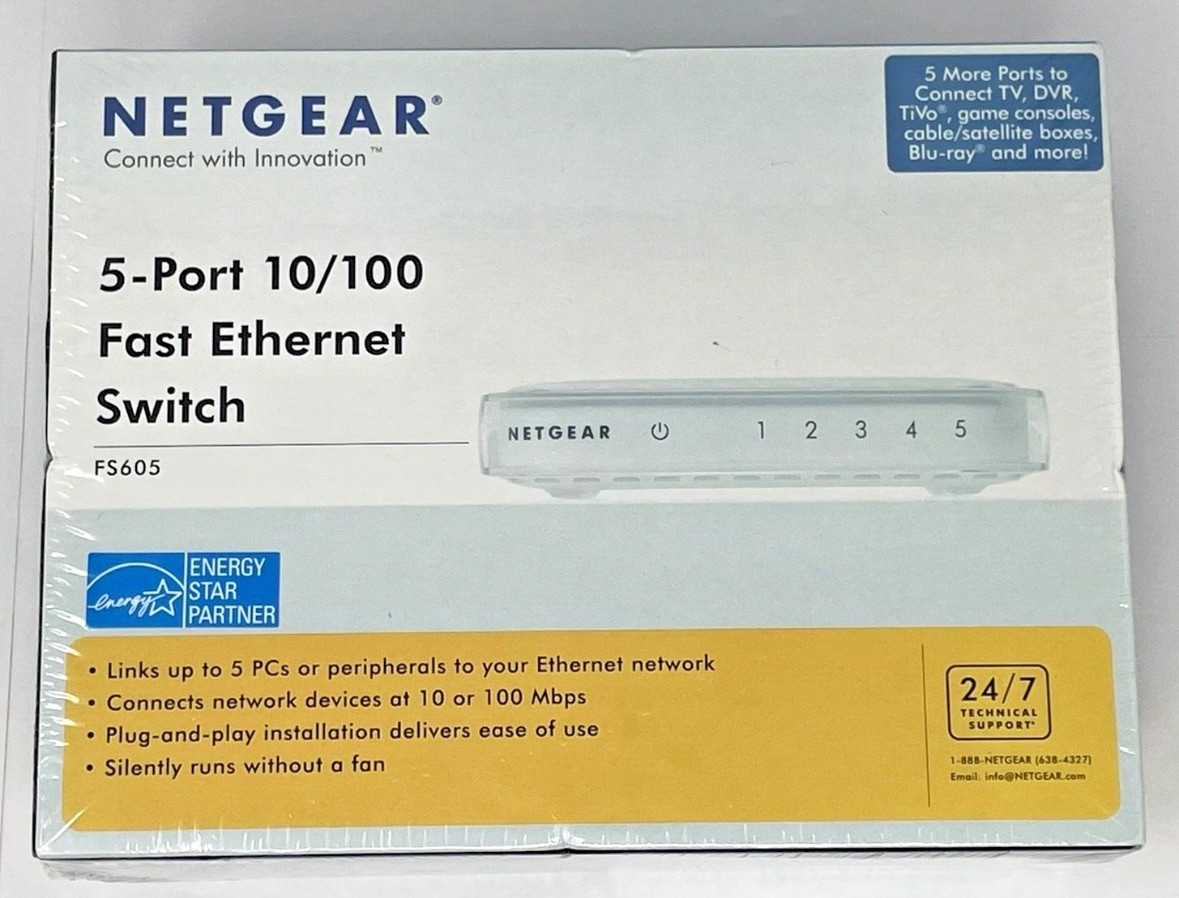 NETGEAR®
Connect with Innovation™
5 More Ports to
Connect TV, DVR,
TiVo®, game consoles,
cable/satellite boxes,
Blu-ray® and more!
5-Port 10/100
Fast Ethernet
Switch
FS605
NETGEAR 1 2 3 4 5
energy
ENERGY
STAR
PARTNER
• Links up to 5 PCs or peripherals to your Ethernet network
• Connects network devices at 10 or 100 Mbps
• Plug-and-play installation delivers ease of use
• Silently runs without a fan
24/7
TECHNICAL
SUPPORT*
1-888-NETGEAR (638-4327)
Email: info@NETGEAR.com